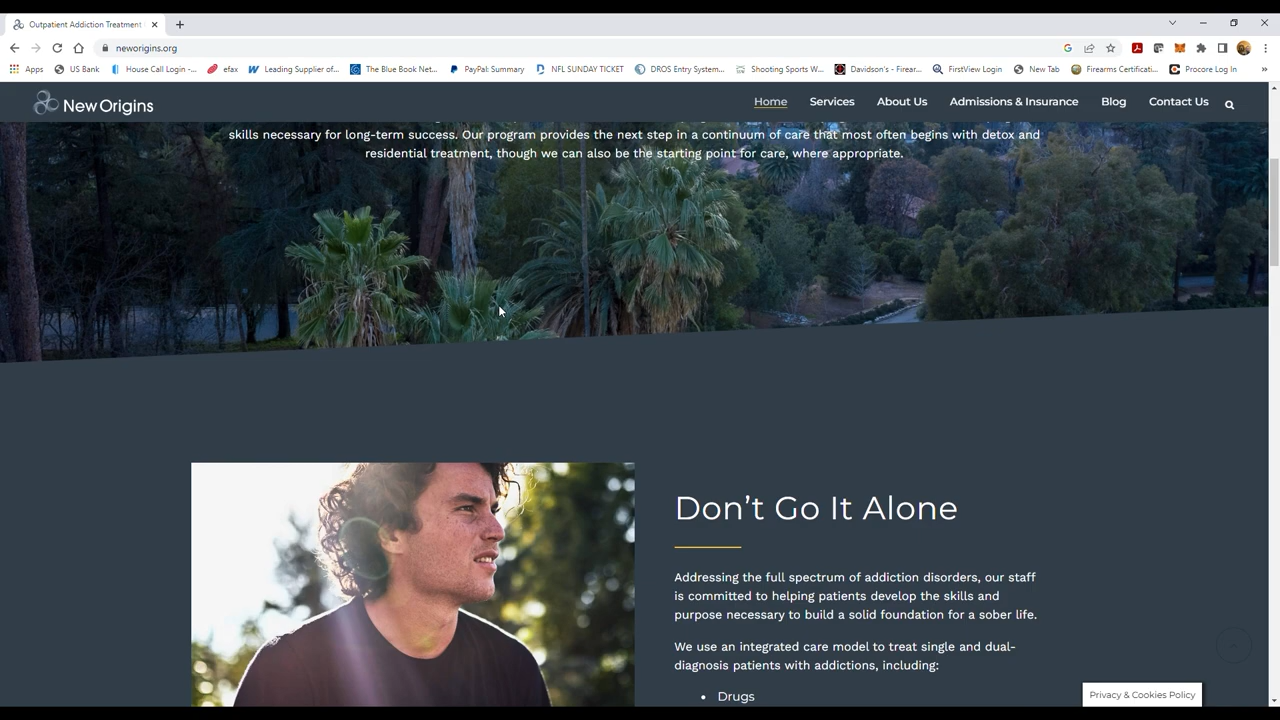 Outpatient Addiction Treatment
neworigins.org
Apps
US Bank
House Call Login -...
efax
Leading Supplier of...
The Blue Book Net...
PayPal: Summary
NFL SUNDAY TICKET
DROS Entry System...
Shooting Sports W...
Davidson's - Firear...
FirstView Login
New Tab
Firearms Certificati...
Procore Log In
»
New Origins
Home
Services
About Us
Admissions & Insurance
Blog
Contact Us
skills necessary for long-term success. Our program provides the next step in a continuum of care that most often begins with detox and
residential treatment, though we can also be the starting point for care, where appropriate.
Don’t Go It Alone
Addressing the full spectrum of addiction disorders, our staff
is committed to helping patients develop the skills and
purpose necessary to build a solid foundation for a sober life.
We use an integrated care model to treat single and dual-
diagnosis patients with addictions, including:
• Drugs
Privacy & Cookies Policy